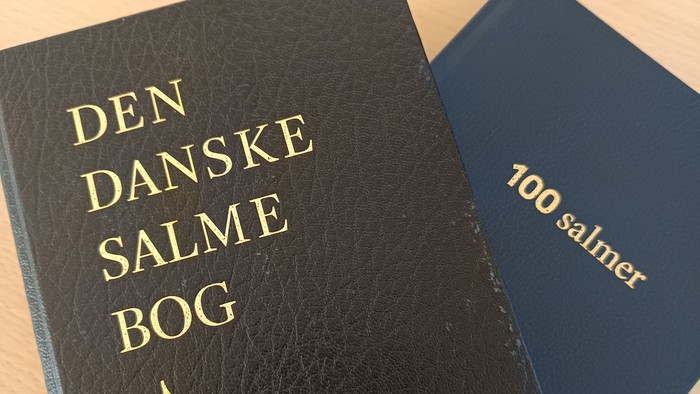 DEN
DANSKE
SALME
BOG
100 salmer